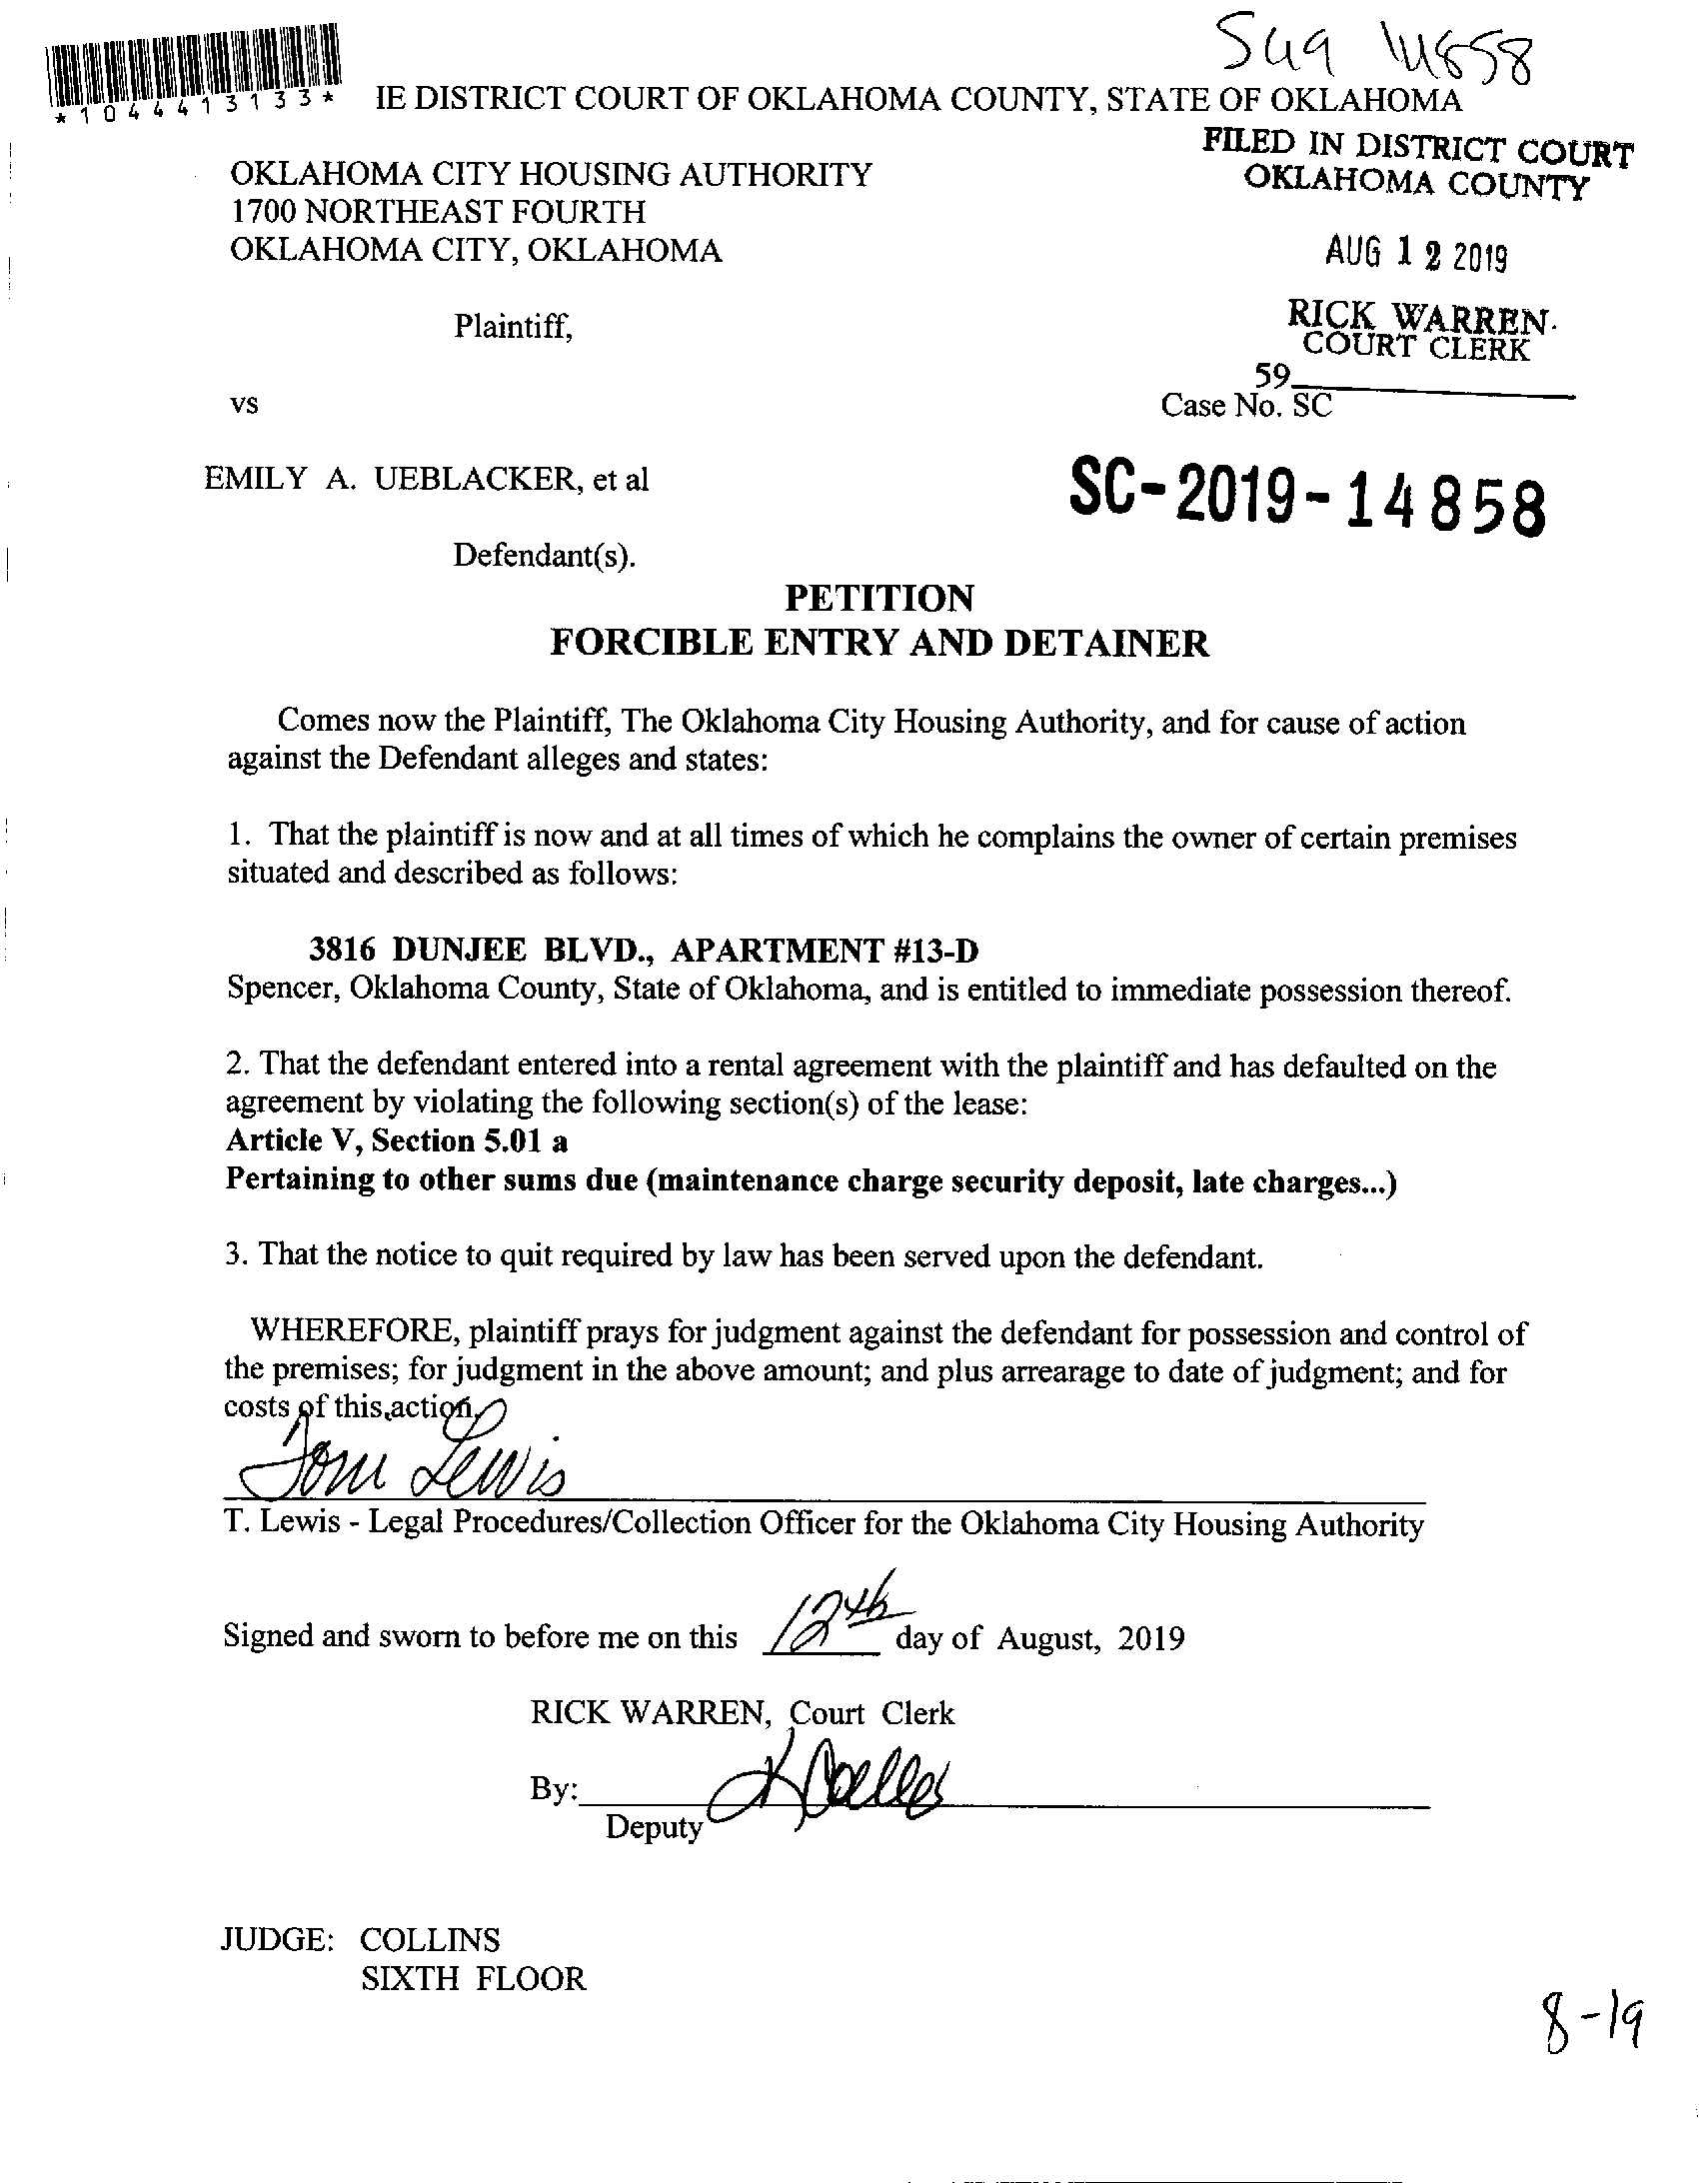 SC19 14858
*1044413133*
IE DISTRICT COURT OF OKLAHOMA COUNTY, STATE OF OKLAHOMA
FILED IN DISTRICT COURT
OKLAHOMA COUNTY
OKLAHOMA CITY HOUSING AUTHORITY
1700 NORTHEAST FOURTH
OKLAHOMA CITY, OKLAHOMA
AUG 12 2019
Plaintiff,
RICK WARREN
COURT CLERK
59
vs
Case No. SC
EMILY A. UEBLACKER, et al
SC-2019-14858
Defendant(s).
PETITION
FORCIBLE ENTRY AND DETAINER
Comes now the Plaintiff, The Oklahoma City Housing Authority, and for cause of action
against the Defendant alleges and states:
1. That the plaintiff is now and at all times of which he complains the owner of certain premises
situated and described as follows:
3816 DUNJEE BLVD., APARTMENT #13-D
Spencer, Oklahoma County, State of Oklahoma, and is entitled to immediate possession thereof.
2. That the defendant entered into a rental agreement with the plaintiff and has defaulted on the
agreement by violating the following section(s) of the lease:
Article V, Section 5.01 a
Pertaining to other sums due (maintenance charge security deposit, late charges...)
3. That the notice to quit required by law has been served upon the defendant.
WHEREFORE, plaintiff prays for judgment against the defendant for possession and control of
the premises; for judgment in the above amount; and plus arrearage to date of judgment; and for
costs of this action.
Toni Lewis
T. Lewis - Legal Procedures/Collection Officer for the Oklahoma City Housing Authority
Signed and sworn to before me on this 12th day of August, 2019
RICK WARREN, Court Clerk
By:
Deputy
JUDGE: COLLINS
SIXTH FLOOR
8-19